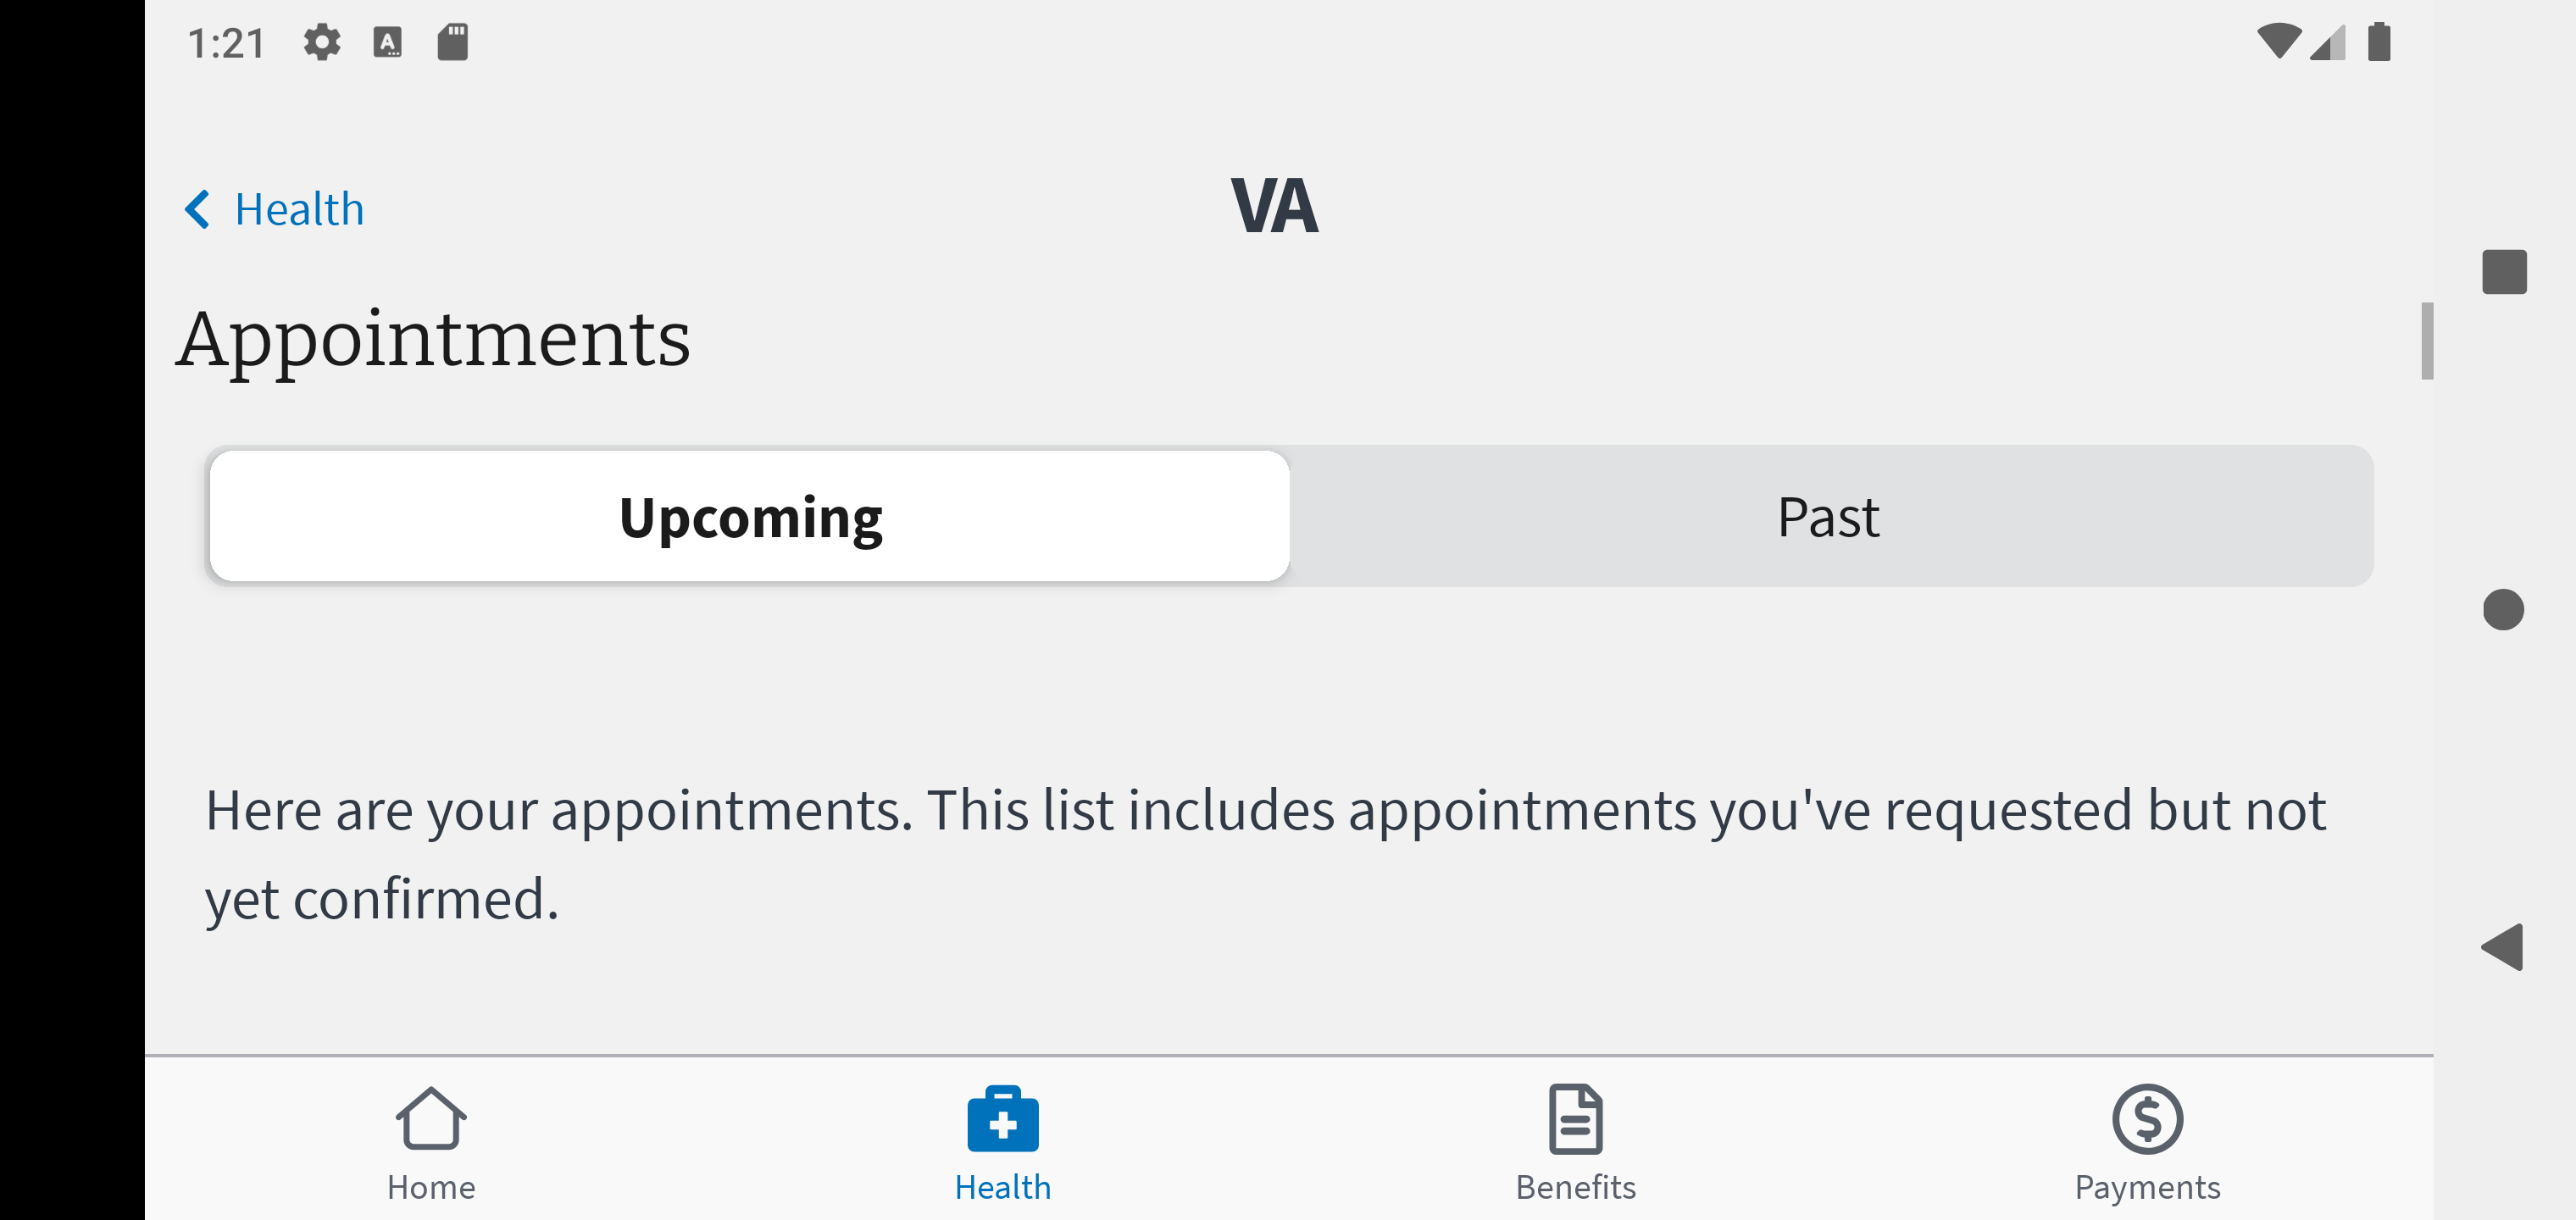 1:21
Health
VA
Appointments
Upcoming
Past
Here are your appointments. This list includes appointments you've requested but not
yet confirmed.
Home
Health
Benefits
Payments